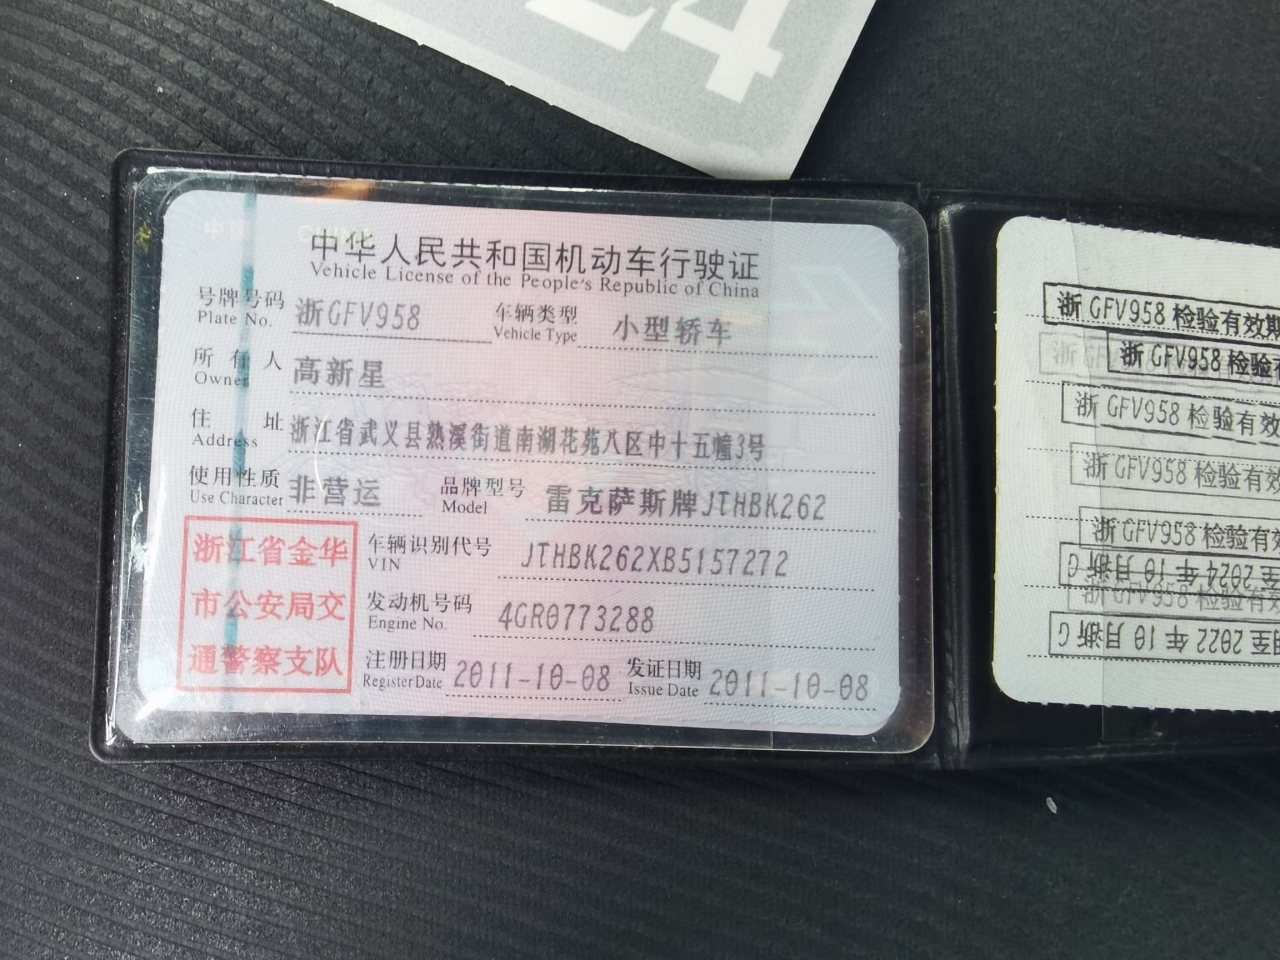 中华人民共和国机动车行驶证
Vehicle License of the People's Republic of China
号牌号码 浙GFV958 车辆类型 小型轿车
Plate No. Vehicle Type
所有人 高新星
Owner
住址 浙江省武义县熟溪街道南湖花苑八区中十五幢3号
Address
使用性质 非营运 品牌型号 雷克萨斯牌JTHBK262
Use Character Model
浙江省金华
市公安局交
通警察支队
车辆识别代号 JTHBK262XB5157272
VIN
发动机号码 4GR0773288
Engine No.
注册日期 2011-10-08 发证日期 2011-10-08
Register Date Issue Date
浙GFV958检验有效期
浙GFV958检验有
浙GFV958检验有效
浙GFV958检验有效
浙GFV958检验有效
至2024年10月浙G
浙GFV958检验有效
至2022年10月浙G